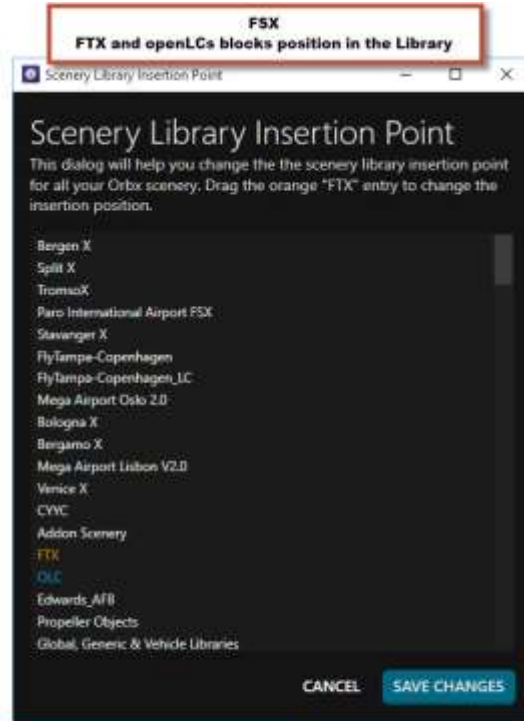 FSX
FTX and openLCs blocks position in the Library
Scenery Library Insertion Point
Scenery Library Insertion Point
This dialog will help you change the the scenery library insertion point
for all your Orbx scenery. Drag the orange "FTX" entry to change the
insertion position.
Bergen X
Split X
TromsoX
Paro International Airport FSX
Stavanger X
FlyTampa-Copenhagen
FlyTampa-Copenhagen_LC
Mega Airport Oslo 2.0
Bologna X
Bergamo X
Mega Airport Lisbon V2.0
Venice X
CYYC
Addon Scenery
FTX
OLC
Edwards_AFB
Propeller Objects
Global, Generic & Vehicle Libraries
CANCEL SAVE CHANGES